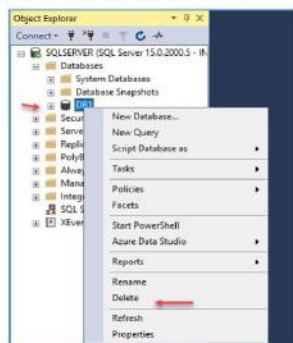 Object Explorer
Connect
SQLSERVER (SQL Server 15.0.2000.5 - IN
Databases
System Databases
Database Snapshots
DB1
Secur
Serve
Replic
PolyB
Alway
Mana
Integ
SQL S
XEven
New Database...
New Query
Script Database as
Tasks
Policies
Facets
Start PowerShell
Azure Data Studio
Reports
Rename
Delete
Refresh
Properties